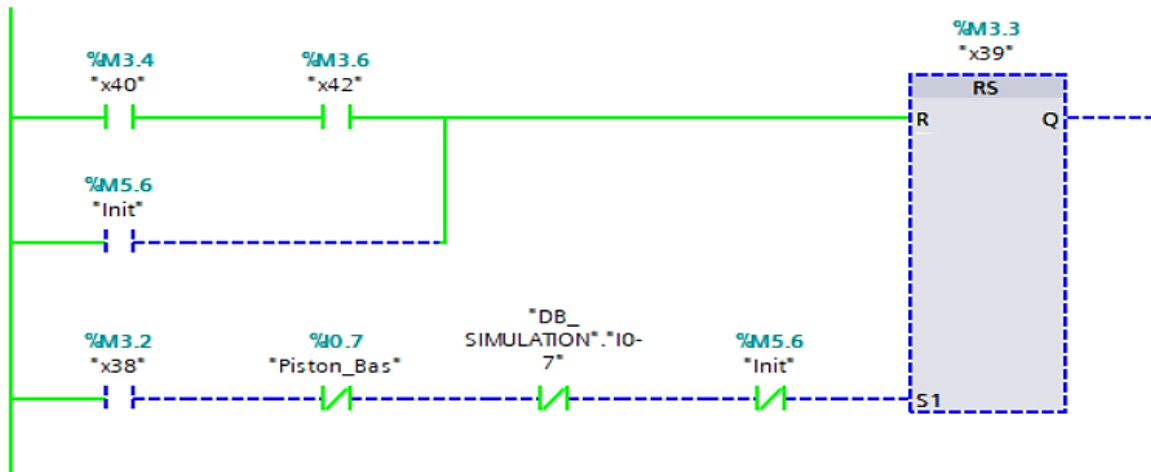 %M3.3
"x39"
%M3.4
"x40"
%M3.6
"x42"
RS
R
Q
%M5.6
"Init"
"DB_
SIMULATION"."I0-
7"
%M3.2
"x38"
%I0.7
"Piston_Bas"
%M5.6
"Init"
S1